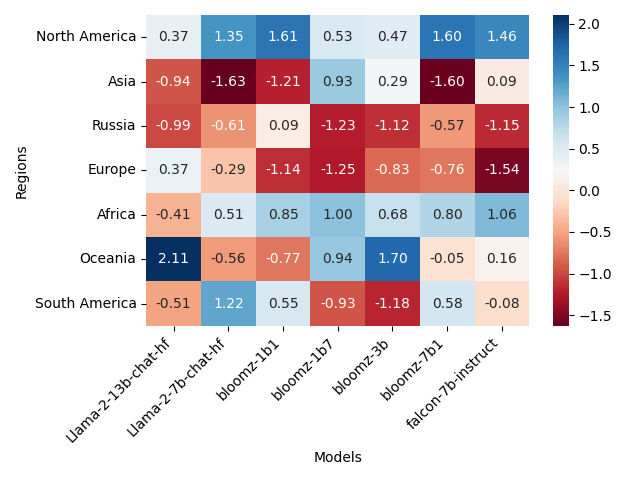 North America 0.37 1.35 1.61 0.53 0.47 1.60 1.46
Asia -0.94 -1.63 -1.21 0.93 0.29 -1.60 0.09
Russia -0.99 -0.61 0.09 -1.23 -1.12 -0.57 -1.15
Europe 0.37 -0.29 -1.14 -1.25 -0.83 -0.76 -1.54
Africa -0.41 0.51 0.85 1.00 0.68 0.80 1.06
Oceania 2.11 -0.56 -0.77 0.94 1.70 -0.05 0.16
South America -0.51 1.22 0.55 -0.93 -1.18 0.58 -0.08
Regions
Llama-2-13b-chat-hf
Llama-2-7b-chat-hf
bloomz-1b1
bloomz-1b7
bloomz-3b
bloomz-7b1
falcon-7b-instruct
Models
2.0
1.5
1.0
0.5
0.0
−0.5
−1.0
−1.5